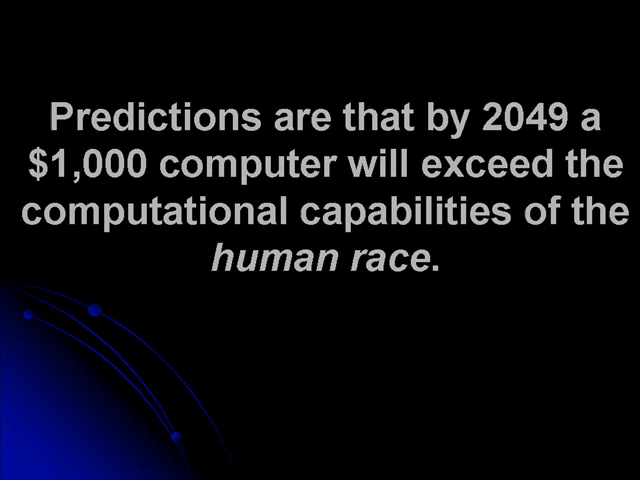 Predictions are that by 2049 a
$1,000 computer will exceed the
computational capabilities of the
human race.